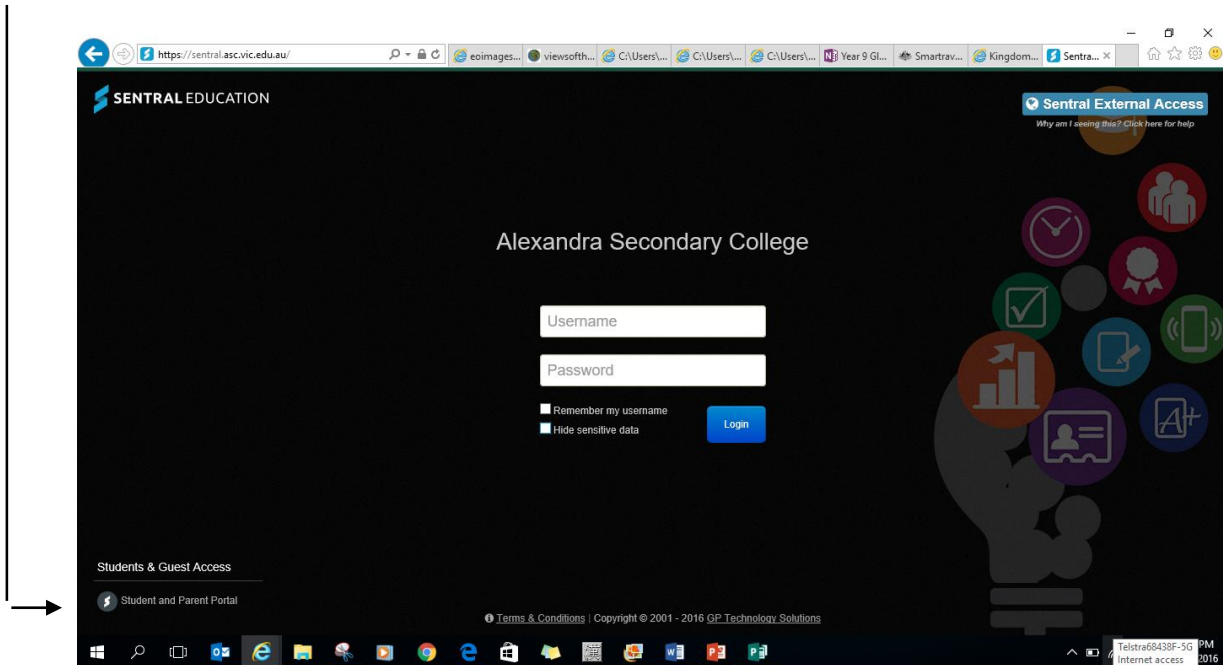 https://sentral.asc.vic.edu.au/
eoimages...
viewsofth...
C:\Users\...
C:\Users\...
C:\Users\...
Year 9 Gl...
Smartrav...
Kingdom...
Sentra...
SENTRAL EDUCATION
Sentral External Access
Why am I seeing this? Click here for help
Alexandra Secondary College
Username
Password
Remember my username
Hide sensitive data
Login
A+
Students & Guest Access
Student and Parent Portal
Terms & Conditions | Copyright © 2001 - 2016 GP Technology Solutions
Telstra68438F-5G
Internet access
PM
2016